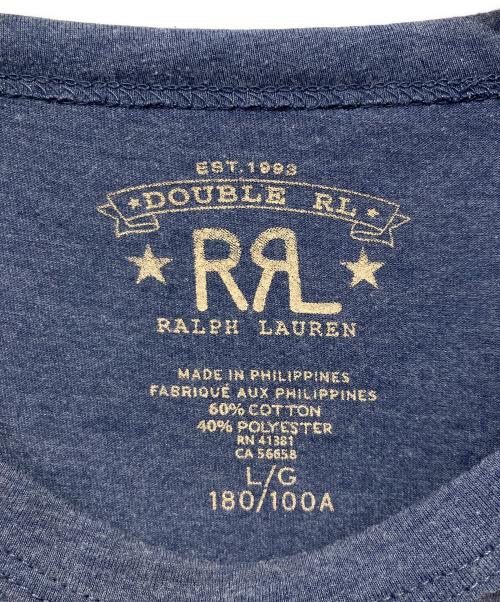 EST. 1993
★DOUBLE RL★
★ RRL ★
RALPH LAUREN
MADE IN PHILIPPINES
FABRIQUÉ AUX PHILIPPINES
60% COTTON
40% POLYESTER
RN 41381
CA 56658
L/G
180/100A